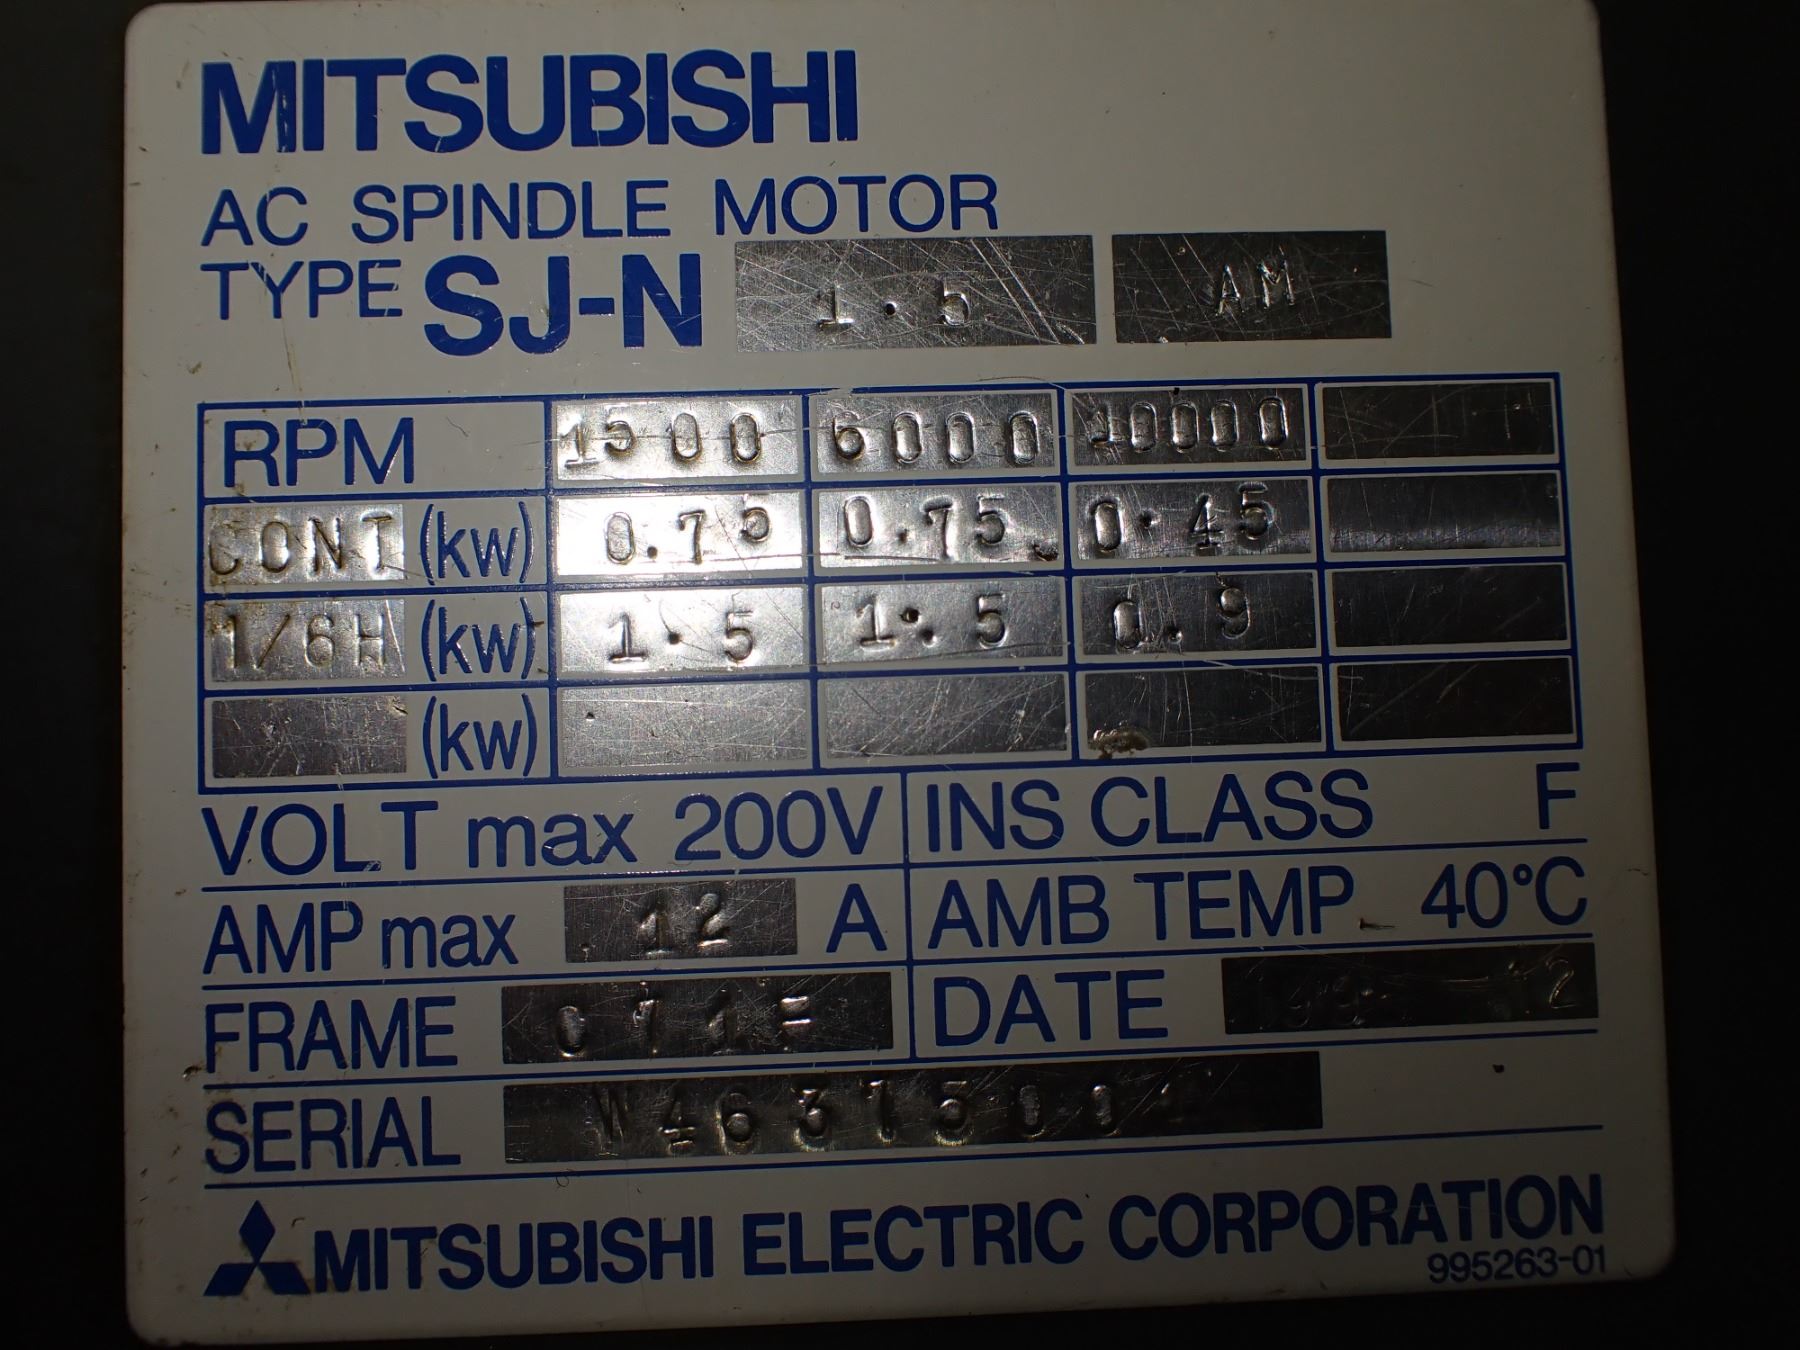 MITSUBISHI
AC SPINDLE MOTOR
TYPE SJ-N 1.5 AM
RPM 1500 6000 10000
CONT (kw) 0.75 0.75 0.45
1/6H (kw) 1.5 1.5 0.9
(kw)
VOLT max 200V INS CLASS F
AMP max 12 A AMB TEMP 40°C
FRAME DATE 12
SERIAL
MITSUBISHI ELECTRIC CORPORATION
995263-01